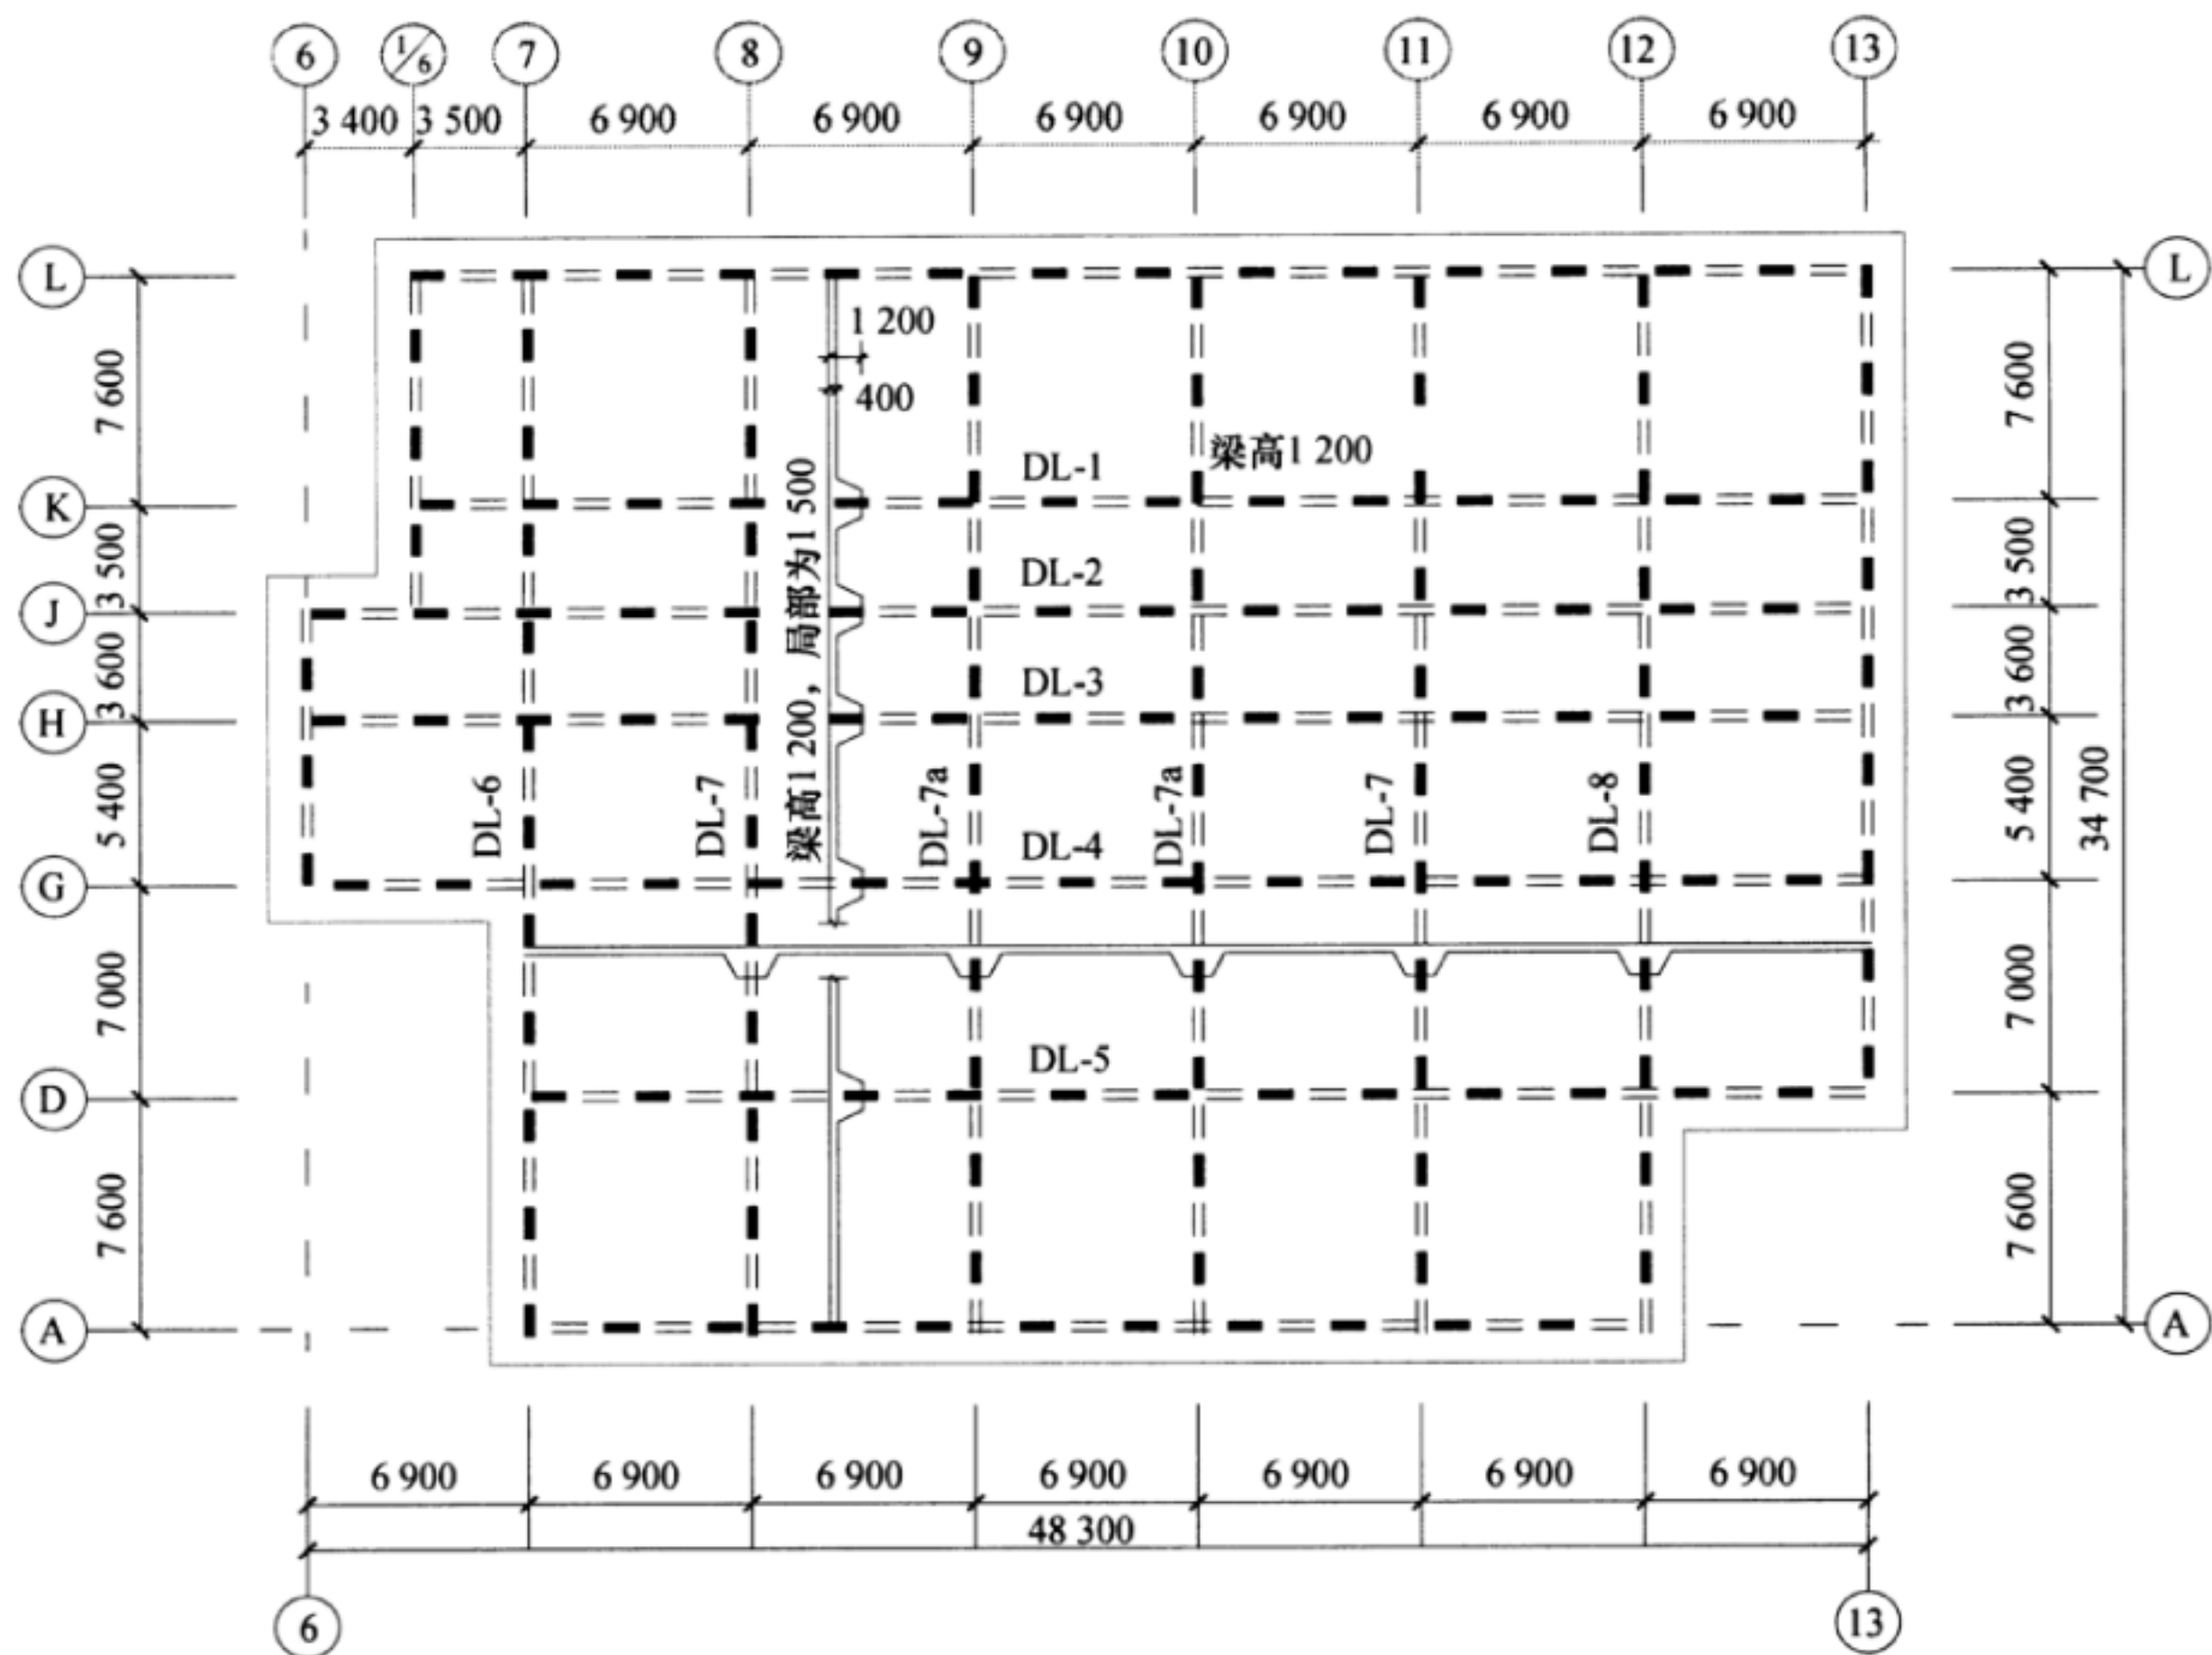 6 1/6 7 8 9 10 11 12 13
3 400 3 500 6 900 6 900 6 900 6 900 6 900 6 900
L L
7 600
1 200
400
7 600
梁高1 200
DL-1
K
梁高1 200，局部为1 500
3 500
DL-2
3 500
J
3 600
DL-3
3 600
H
5 400
DL-6
DL-7
DL-7a
DL-4
DL-7a
DL-7
DL-8
5 400
34 700
G
7 000
7 000
DL-5
D
7 600
7 600
A A
6 900 6 900 6 900 6 900 6 900 6 900 6 900
48 300
6 13